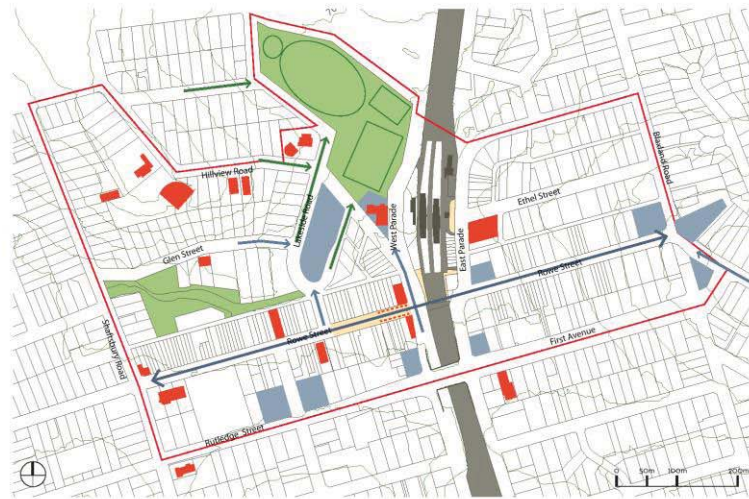 Hillview Road
Lakeside Road
Glen Street
West Parade
East Parade
Ethel Street
Blaxland Road
Rowe Street
Rowe Street
Shaftsbury Road
First Avenue
Rutledge Street
0 50m 100m 200m